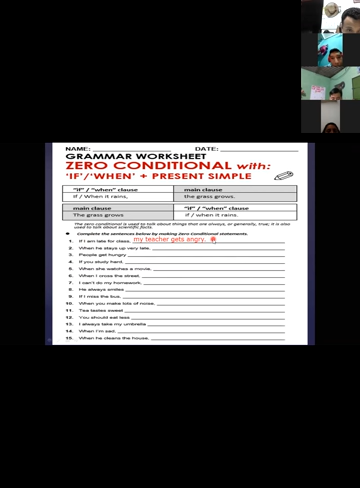 NAME: DATE:
GRAMMAR WORKSHEET
ZERO CONDITIONAL with:
'IF'/'WHEN' + PRESENT SIMPLE
"IF" / "when" clause main clause
If / When it rains, the grass grows.
main clause "IF" / "when" clause
The grass grows if / when it rains.
The zero conditional is used to talk about things that are always, or generally, true; it is also
used to talk about scientific facts.
Complete the sentences below by making Zero Conditional statements.
1. If I am late for class, my teacher gets angry.
2. When he stays up very late,
3. People get hungry
4. If you study hard,
5. When she watches a movie,
6. When I cross the street,
7. I can't do my homework,
8. He always smiles
9. If I miss the bus,
10. When you make lots of noise,
11. Tea tastes sweet
12. You should eat less
13. I always take my umbrella
14. When I'm sad,
15. When he cleans the house,